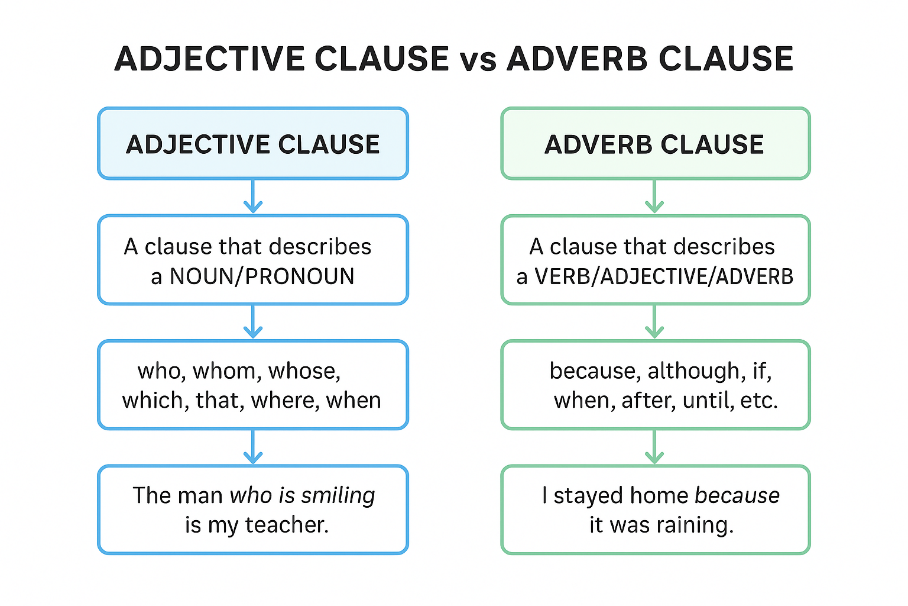 ADJECTIVE CLAUSE vs ADVERB CLAUSE
ADJECTIVE CLAUSE
A clause that describes
a NOUN/PRONOUN
who, whom, whose,
which, that, where, when
The man who is smiling
is my teacher.
ADVERB CLAUSE
A clause that describes
a VERB/ADJECTIVE/ADVERB
because, although, if,
when, after, until, etc.
I stayed home because
it was raining.